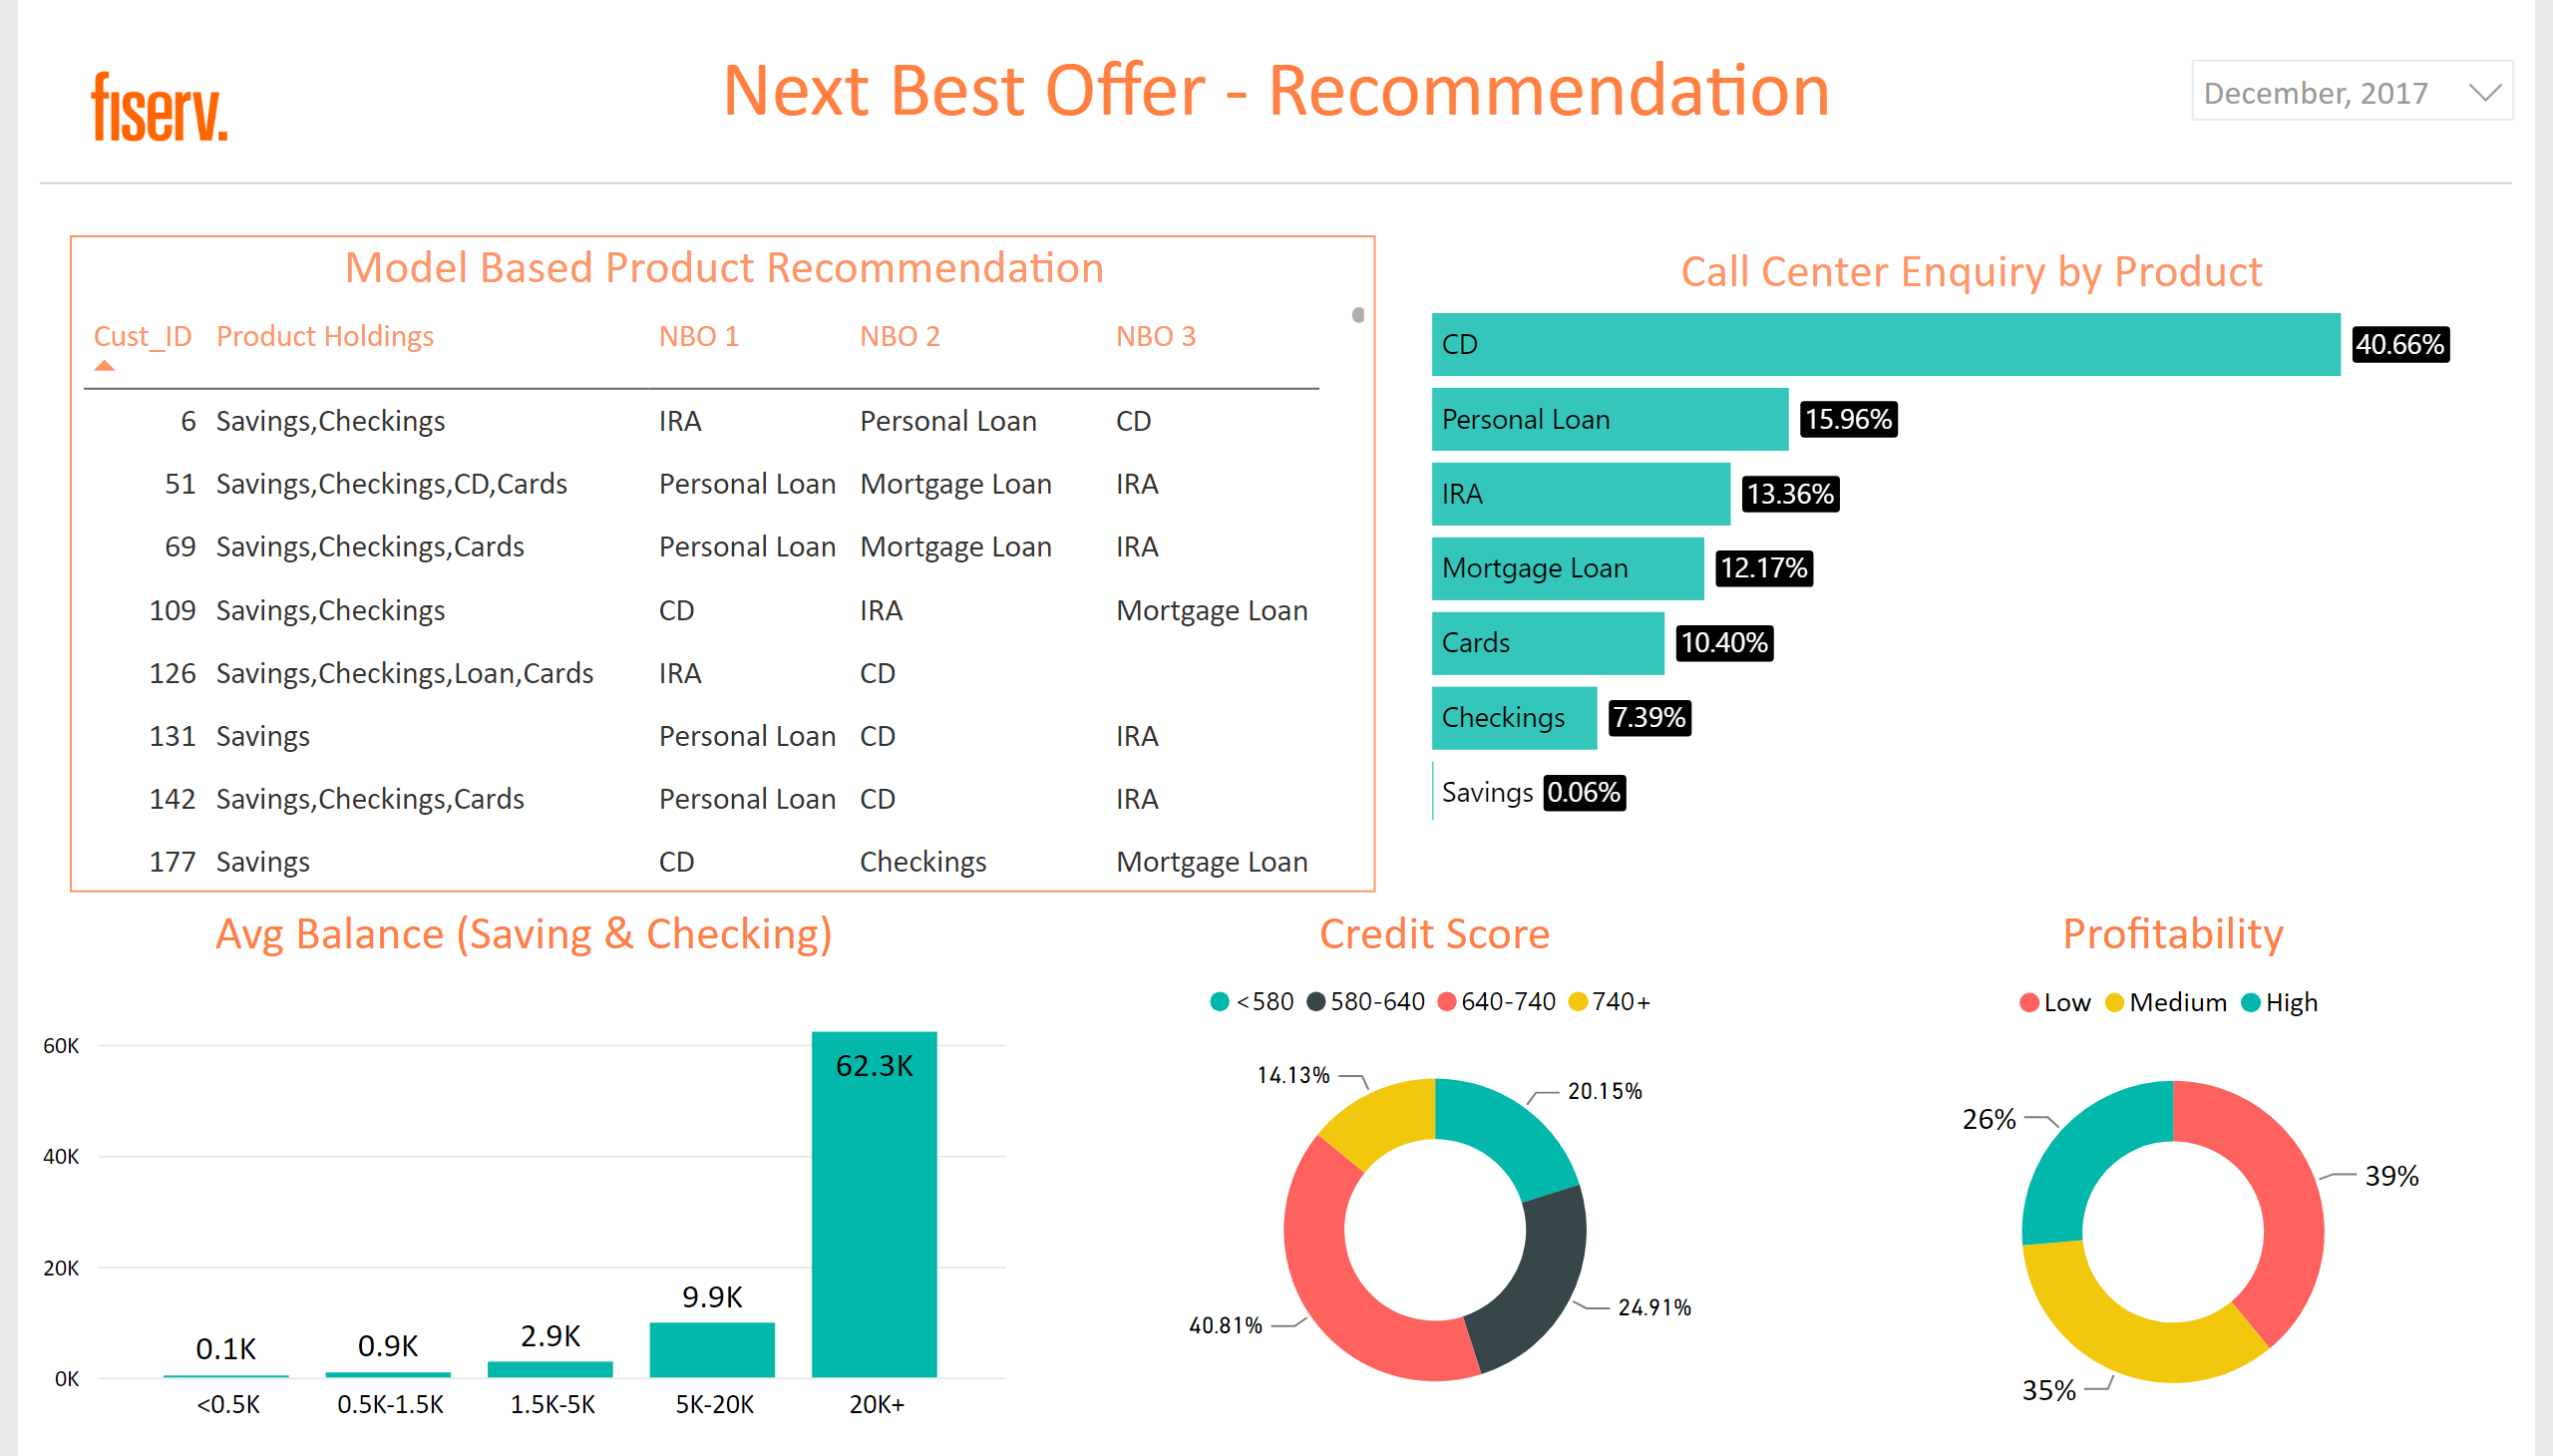 fiserv.
Next Best Offer - Recommendation
December, 2017
Model Based Product Recommendation
Cust_ID Product Holdings NBO 1 NBO 2 NBO 3
6 Savings,Checkings IRA Personal Loan CD
51 Savings,Checkings,CD,Cards Personal Loan Mortgage Loan IRA
69 Savings,Checkings,Cards Personal Loan Mortgage Loan IRA
109 Savings,Checkings CD IRA Mortgage Loan
126 Savings,Checkings,Loan,Cards IRA CD
131 Savings Personal Loan CD IRA
142 Savings,Checkings,Cards Personal Loan CD IRA
177 Savings CD Checkings Mortgage Loan
Call Center Enquiry by Product
CD 40.66%
Personal Loan 15.96%
IRA 13.36%
Mortgage Loan 12.17%
Cards 10.40%
Checkings 7.39%
Savings 0.06%
Avg Balance (Saving & Checking)
60K
40K
20K
0K
0.1K 0.9K 2.9K 9.9K 62.3K
<0.5K 0.5K-1.5K 1.5K-5K 5K-20K 20K+
Credit Score
<580 580-640 640-740 740+
14.13% 20.15%
40.81% 24.91%
Profitability
Low Medium High
26% 39%
35%